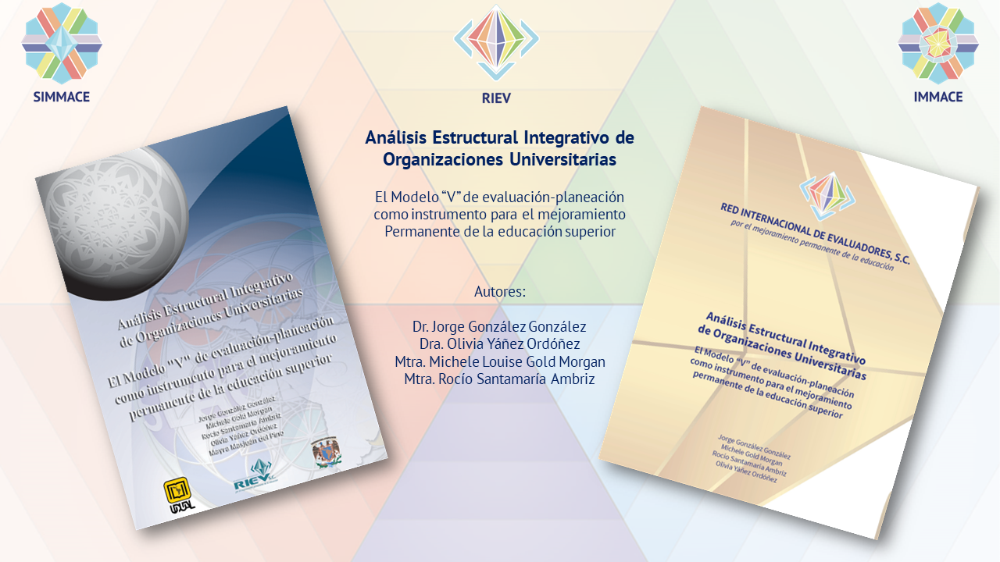 SIMMACE
RIEV
IMMACE
Análisis Estructural Integrativo de
Organizaciones Universitarias
El Modelo “V” de evaluación-planeación
como instrumento para el mejoramiento
Permanente de la educación superior
Autores:
Dr. Jorge González González
Dra. Olivia Yáñez Ordóñez
Mtra. Michele Louise Gold Morgan
Mtra. Rocío Santamaría Ambriz
Análisis Estructural Integrativo
de Organizaciones Universitarias
El Modelo "V" de evaluación-planeación
como instrumento para el mejoramiento
permanente de la educación superior
Jorge González González
Michele Gold Morgan
Rocío Santamaría Ambriz
Olivia Yáñez Ordóñez
Mayra Masjuán del Pino
UDUAL
RIEV S.C.
RED INTERNACIONAL DE EVALUADORES, S.C.
por el mejoramiento permanente de la educación
Análisis Estructural Integrativo
de Organizaciones Universitarias
El Modelo “V” de evaluación-planeación
como instrumento para el mejoramiento
permanente de la educación superior
Jorge González González
Michele Gold Morgan
Rocío Santamaría Ambriz
Olivia Yáñez Ordóñez